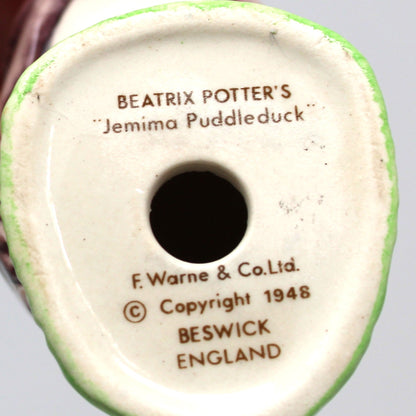 BEATRIX POTTER'S
"Jemima Puddleduck"
F. Warne & Co.Ltd.
© Copyright 1948
BESWICK
ENGLAND